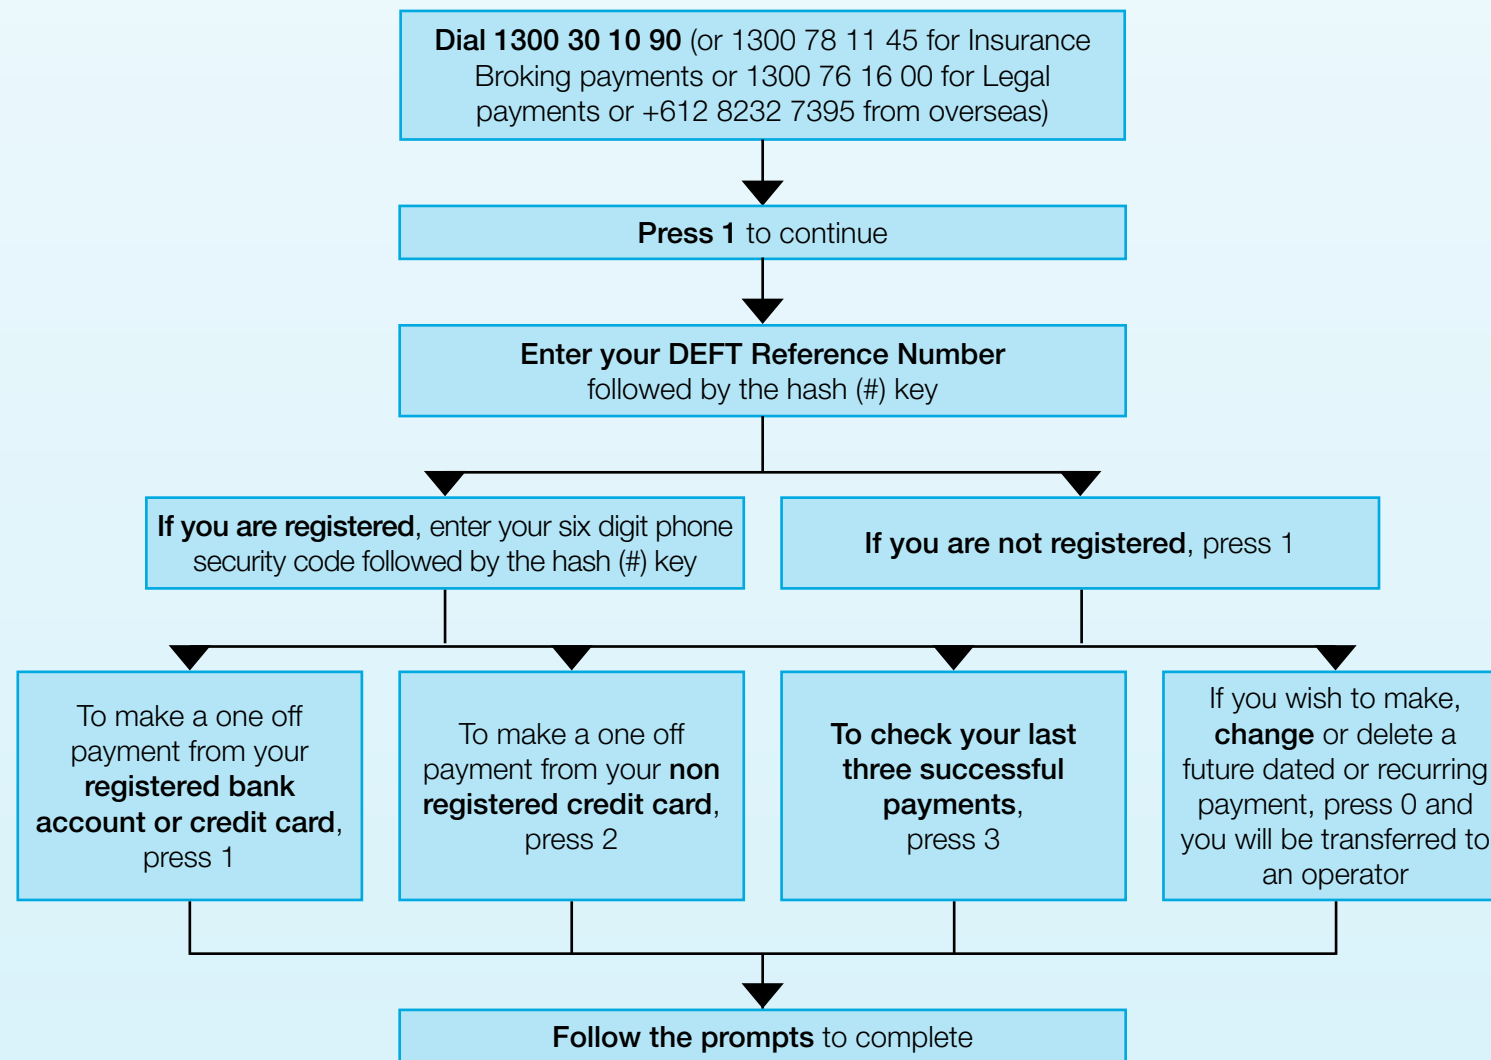 Dial 1300 30 10 90 (or 1300 78 11 45 for Insurance
Broking payments or 1300 76 16 00 for Legal
payments or +612 8232 7395 from overseas)
Press 1 to continue
Enter your DEFT Reference Number
followed by the hash (#) key
If you are registered, enter your six digit phone
security code followed by the hash (#) key
If you are not registered, press 1
To make a one off
payment from your
registered bank
account or credit card,
press 1
To make a one off
payment from your non
registered credit card,
press 2
To check your last
three successful
payments,
press 3
If you wish to make,
change or delete a
future dated or recurring
payment, press 0 and
you will be transferred to
an operator
Follow the prompts to complete